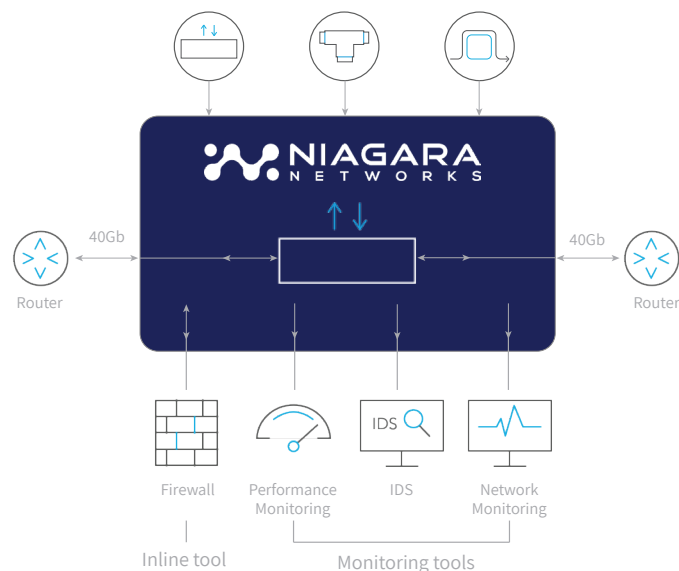 NIAGARA
NETWORKS
40Gb
40Gb
Router
Router
IDS
Firewall
Performance
Monitoring
IDS
Network
Monitoring
Inline tool
Monitoring tools